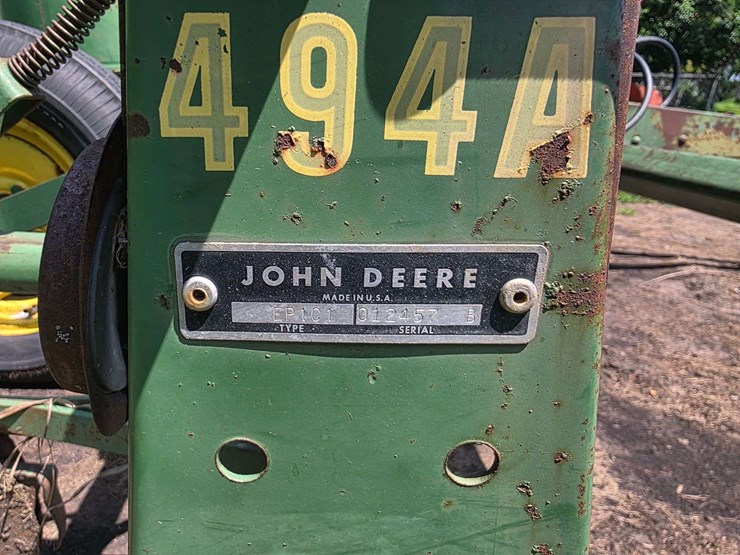 494A
JOHN DEERE
MADE IN U.S.A.
EP1C1 012457 B
TYPE SERIAL